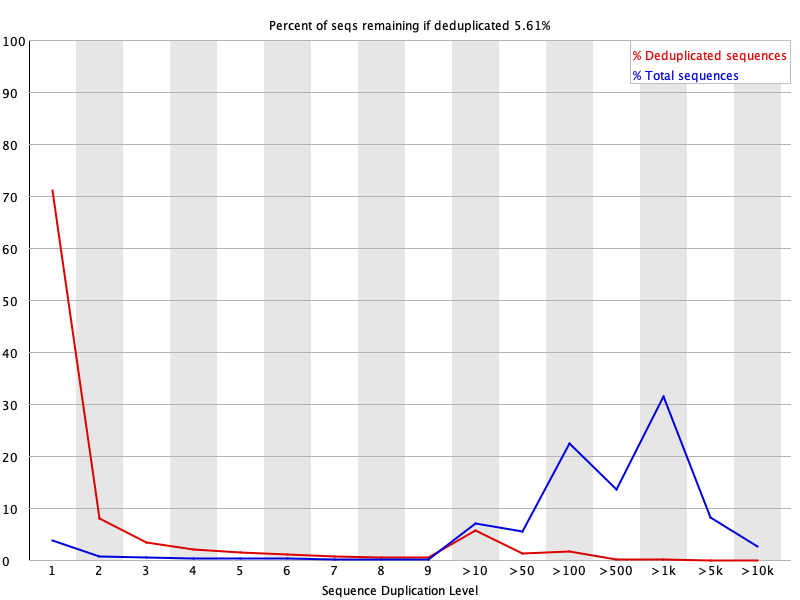 Percent of seqs remaining if deduplicated 5.61%
% Deduplicated sequences
% Total sequences
100
90
80
70
60
50
40
30
20
10
0
1 2 3 4 5 6 7 8 9 >10 >50 >100 >500 >1k >5k >10k
Sequence Duplication Level